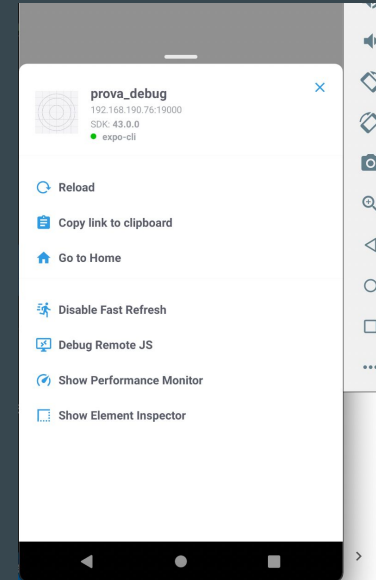 prova_debug
192.168.190.76:19000
SDK: 43.0.0
expo-cli
Reload
Copy link to clipboard
Go to Home
Disable Fast Refresh
Debug Remote JS
Show Performance Monitor
Show Element Inspector